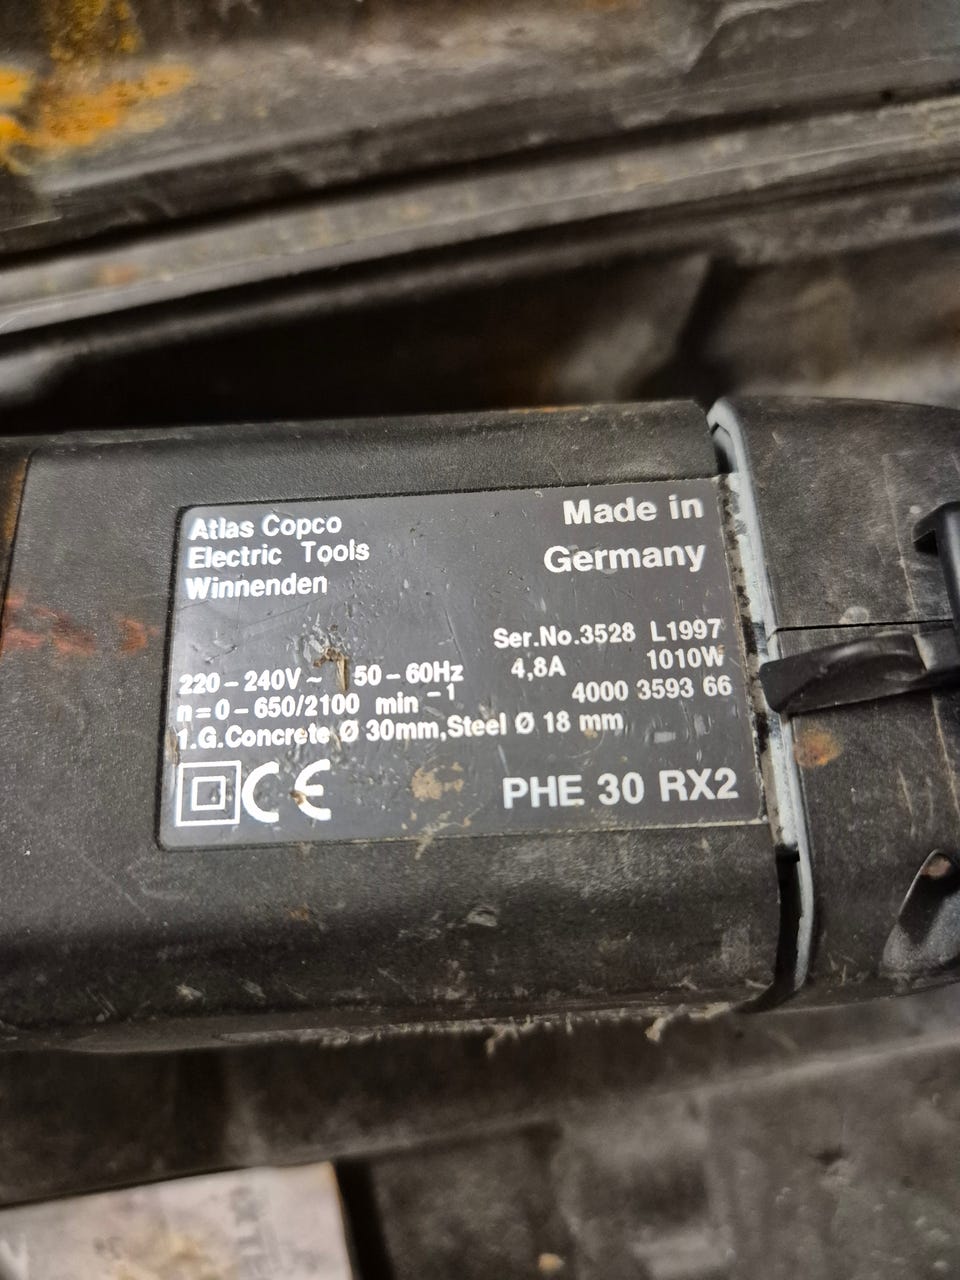 Atlas Copco
Electric Tools
Winnenden
Made in
Germany
Ser.No.3528 L1997
220-240V~ 50-60Hz 4,8A 1010W
n=0-650/2100 min⁻¹ 4000 3593 66
1.G.Concrete Ø 30mm,Steel Ø 18 mm
CE PHE 30 RX2